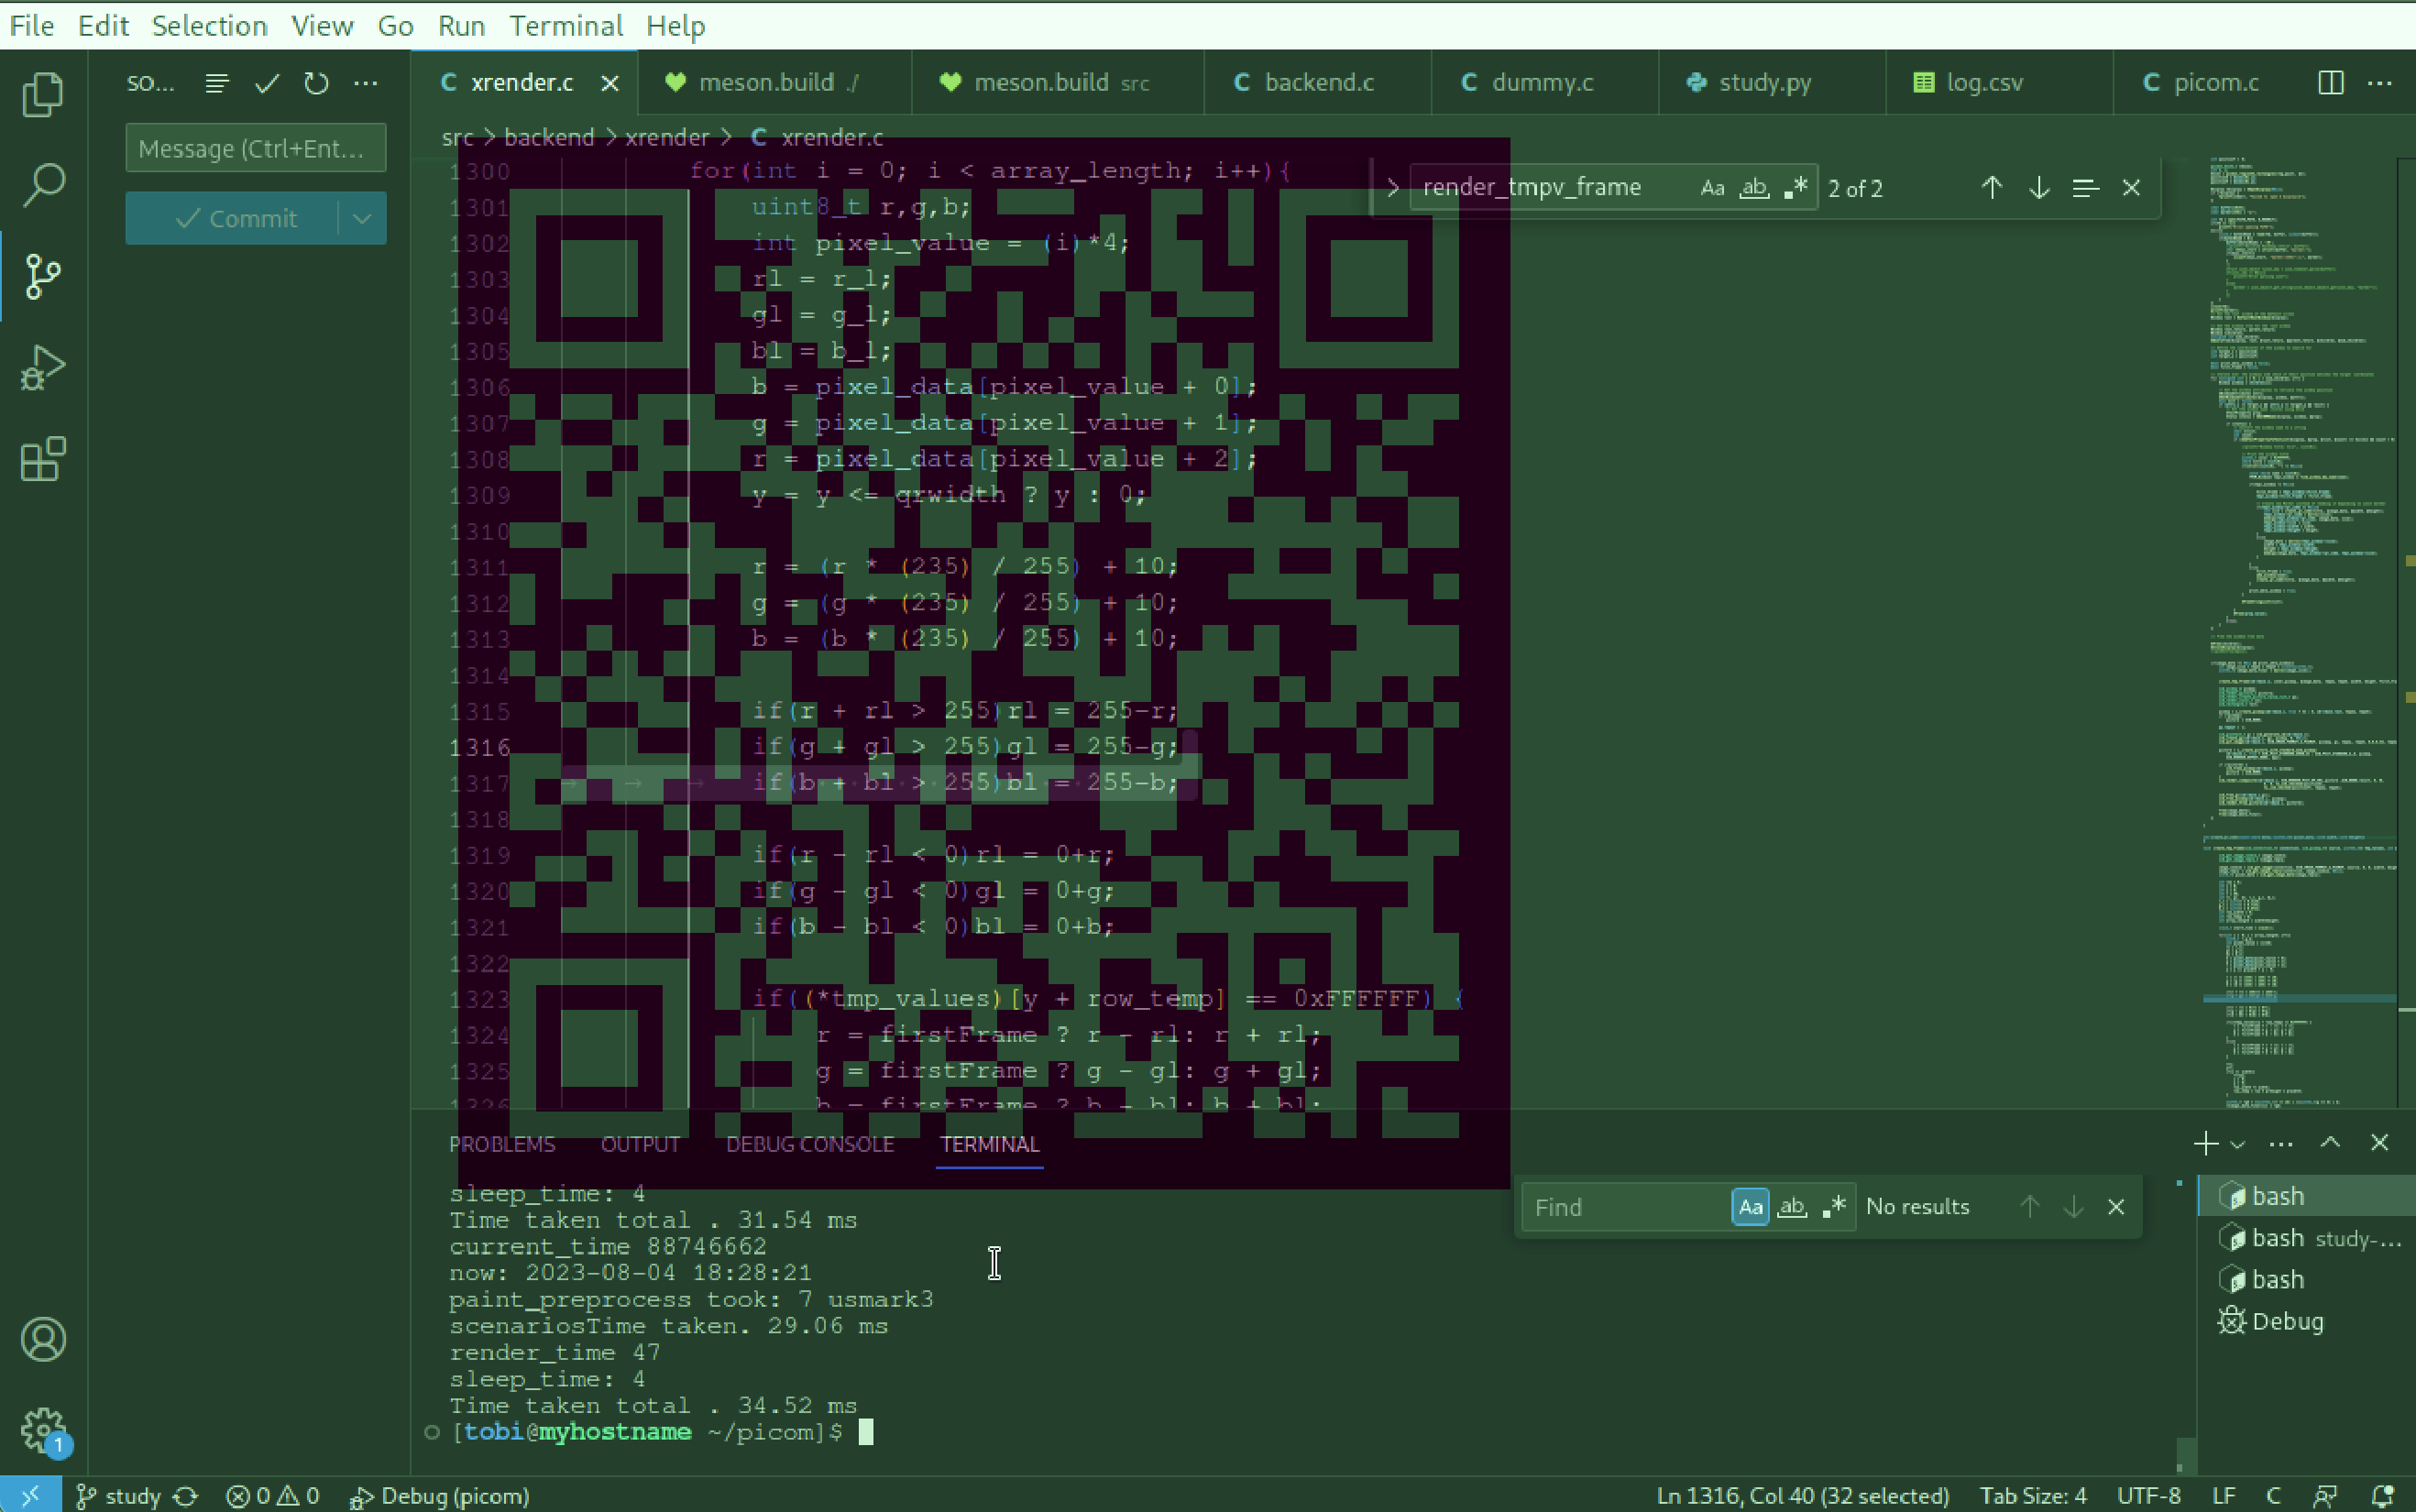 File Edit Selection View Go Run Terminal Help
SO...
xrender.c
meson.build ./
meson.build src
backend.c
dummy.c
study.py
log.csv
picom.c
Message (Ctrl+Ent...
Commit
src > backend > xrender > C xrender.c
render_tmpv_frame Aa ab 2 of 2
1300 for(int i = 0; i < array_length; i++){
1301 uint8_t r,g,b;
1302 int pixel_value = (i)*4;
1303 rl = r_l;
1304 gl = g_l;
1305 bl = b_l;
1306 b = pixel_data[pixel_value + 0];
1307 g = pixel_data[pixel_value + 1];
1308 r = pixel_data[pixel_value + 2];
1309 y = y <= qrwidth ? y : 0;
1310
1311 r = (r * (235) / 255) + 10;
1312 g = (g * (235) / 255) + 10;
1313 b = (b * (235) / 255) + 10;
1314
1315 if(r + rl > 255)rl = 255-r;
1316 if(g + gl > 255)gl = 255-g;
1317 if(b + bl > 255)bl = 255-b;
1318
1319 if(r - rl < 0)rl = 0+r;
1320 if(g - gl < 0)gl = 0+g;
1321 if(b - bl < 0)bl = 0+b;
1322
1323 if((*tmp_values)[y + row_temp] == 0xFFFFFF) {
1324 r = firstFrame ? r - rl: r + rl;
1325 g = firstFrame ? g - gl: g + gl;
1326 b = firstFrame ? b - bl: b + bl;
PROBLEMS OUTPUT DEBUG CONSOLE TERMINAL
Find Aa ab No results
sleep_time: 4
Time taken total . 31.54 ms
current_time 88746662
now: 2023-08-04 18:28:21
paint_preprocess took: 7 usmark3
scenariosTime taken. 29.06 ms
render_time 47
sleep_time: 4
Time taken total . 34.52 ms
[tobi@myhostname ~/picom]$
bash
bash study-...
bash
Debug
1
study 0 0 Debug (picom) Ln 1316, Col 40 (32 selected) Tab Size: 4 UTF-8 LF C